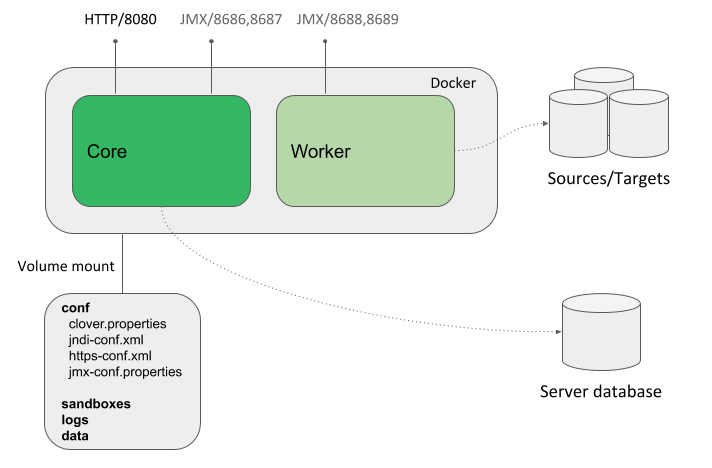 HTTP/8080
JMX/8686,8687
JMX/8688,8689
Docker
Core
Worker
Sources/Targets
Volume mount
conf
clover.properties
jndi-conf.xml
https-conf.xml
jmx-conf.properties
sandboxes
logs
data
Server database